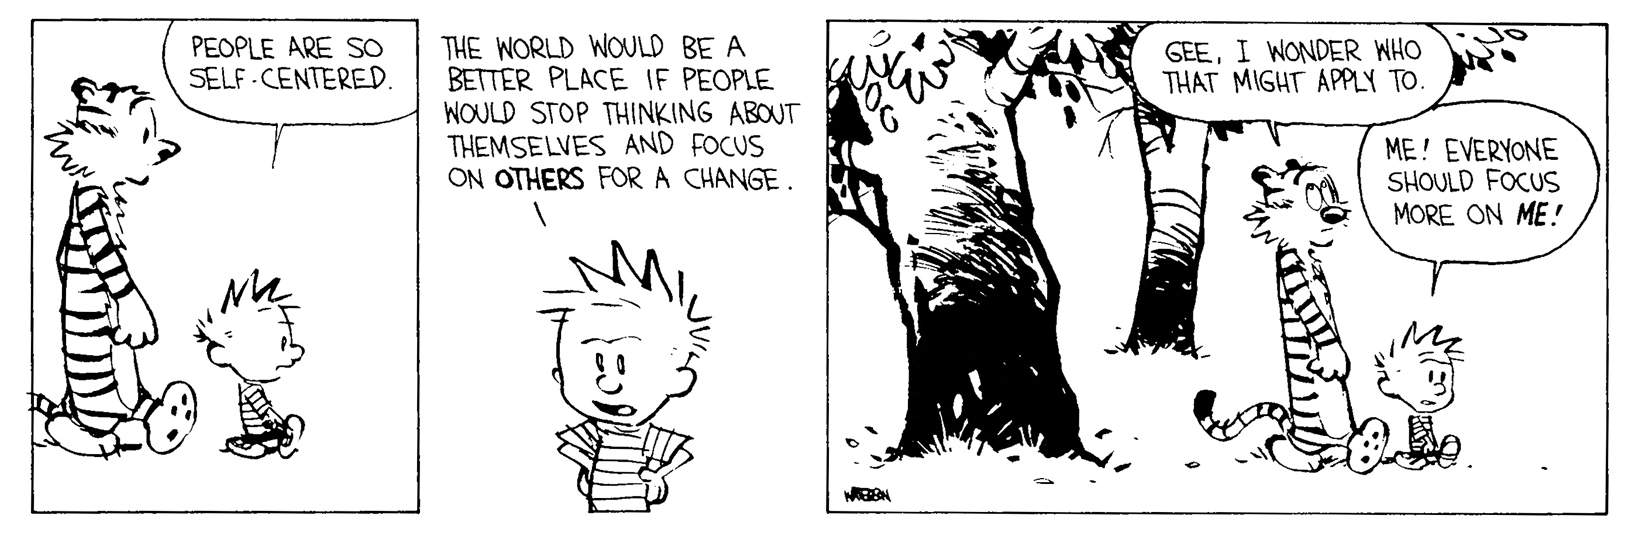 PEOPLE ARE SO
SELF-CENTERED.
THE WORLD WOULD BE A
BETTER PLACE IF PEOPLE
WOULD STOP THINKING ABOUT
THEMSELVES AND FOCUS
ON OTHERS FOR A CHANGE.
GEE, I WONDER WHO
THAT MIGHT APPLY TO.
ME! EVERYONE
SHOULD FOCUS
MORE ON ME!
WATTERSON